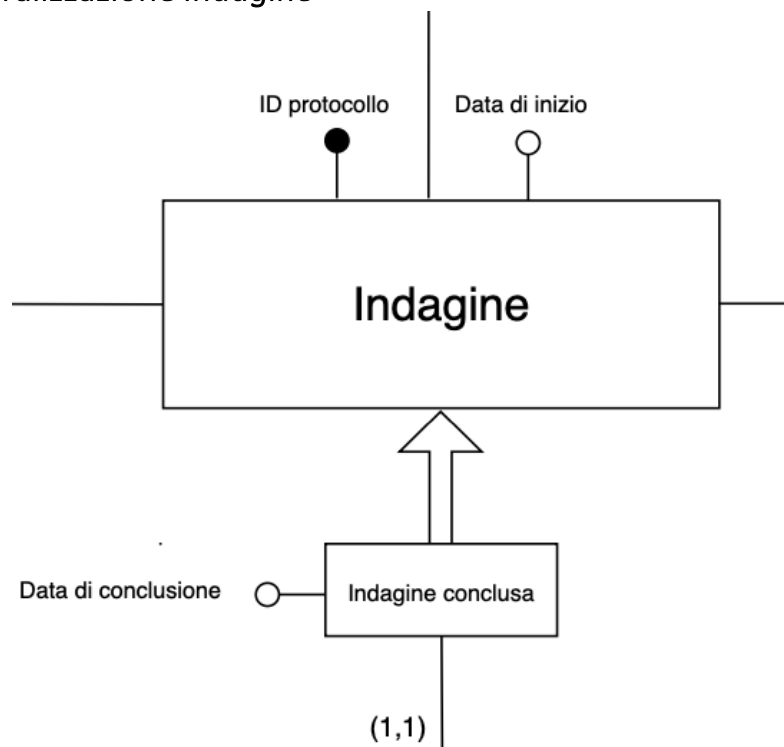 ID protocollo
Data di inizio
Indagine
Data di conclusione
Indagine conclusa
(1,1)